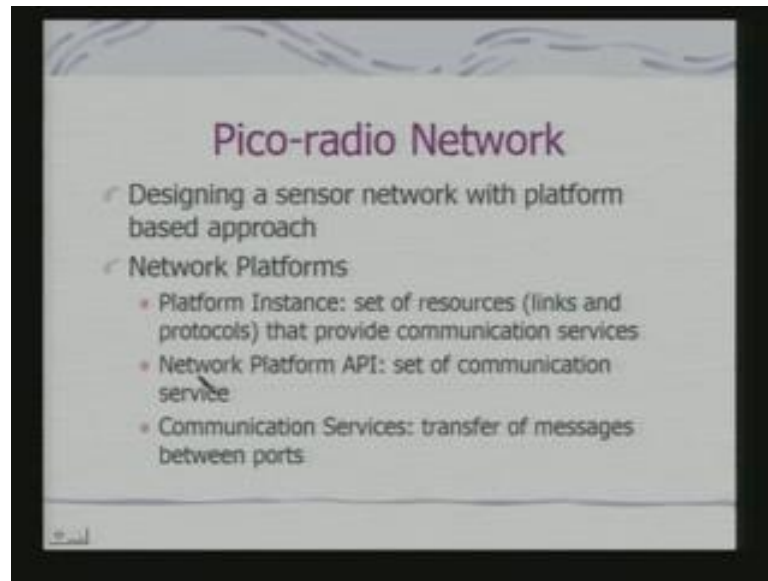 Pico-radio Network
Designing a sensor network with platform
based approach
Network Platforms
Platform Instance: set of resources (links and
protocols) that provide communication services
Network Platform API: set of communication
service
Communication Services: transfer of messages
between ports